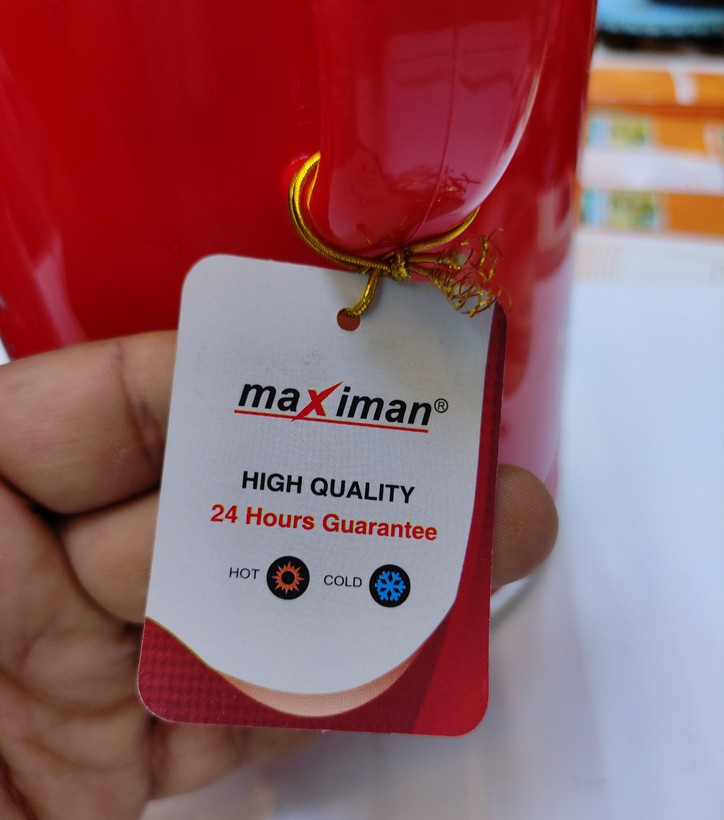 maximan®
HIGH QUALITY
24 Hours Guarantee
HOT COLD